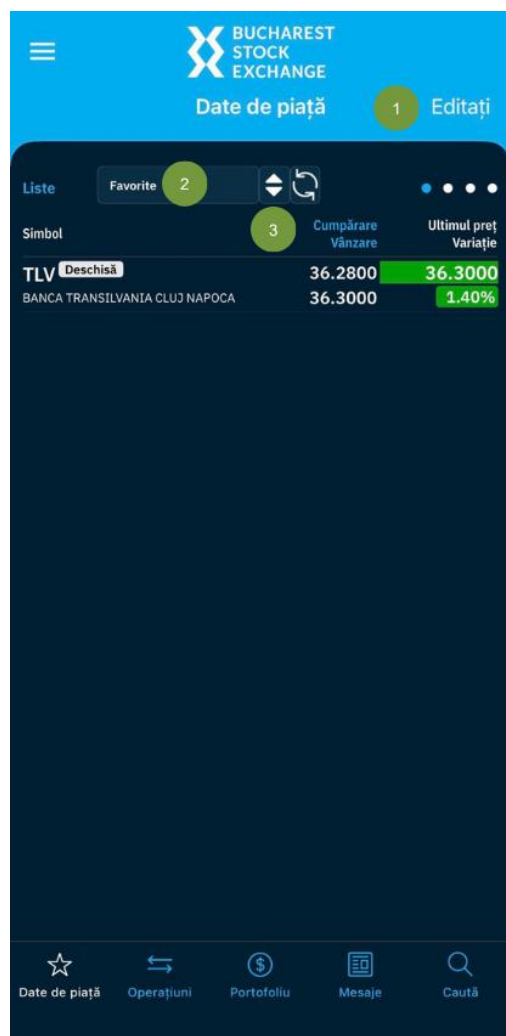 BUCHAREST
STOCK
EXCHANGE
Date de piață
1
Editați
Liste
Favorite
2
Simbol
3
Cumpărare
Vânzare
Ultimul preț
Variație
TLV Deschisă
36.2800
36.3000
BANCA TRANSILVANIA CLUJ NAPOCA
36.3000
1.40%
Date de piață
Operațiuni
Portofoliu
Mesaje
Caută